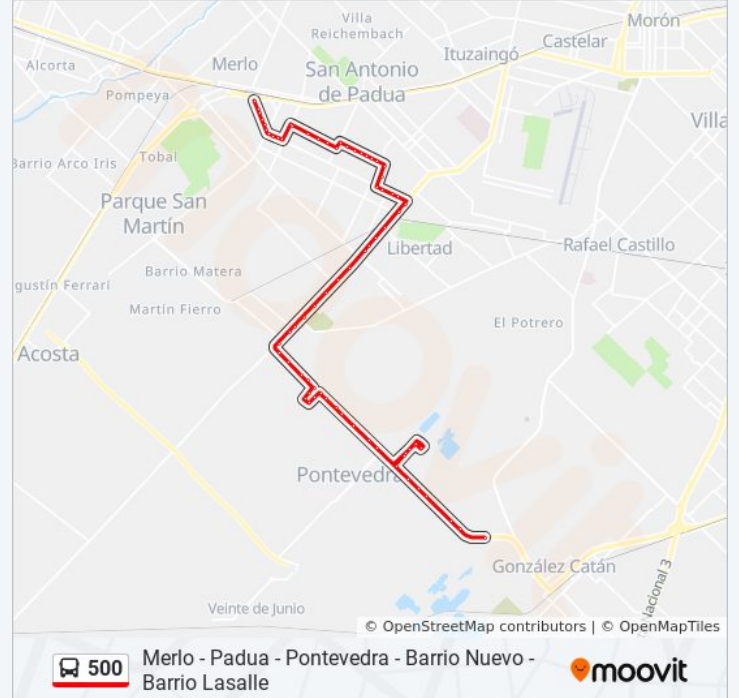 Morón
Villa
Reichembach
Castelar
Ituzaingó
Merlo
Alcorta
San Antonio
de Padua
Pompeya
Villa
Barrio Arco Iris
Tobal
Parque San
Martín
Libertad
Rafael Castillo
Barrio Matera
gustín Ferrari
Martín Fierro
El Potrero
Acosta
Pontevedra
González Catán
Nacional 3
Veinte de Junio
© OpenStreetMap contributors | © OpenMapTiles
500
Merlo - Padua - Pontevedra - Barrio Nuevo -
Barrio Lasalle
moovit